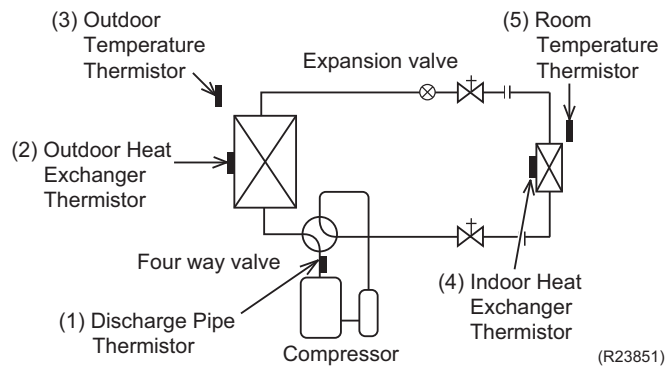 (3) Outdoor
Temperature
Thermistor
(5) Room
Temperature
Thermistor
Expansion valve
(2) Outdoor Heat
Exchanger
Thermistor
Four way valve
(4) Indoor Heat
Exchanger
Thermistor
(1) Discharge Pipe
Thermistor
Compressor
(R23851)